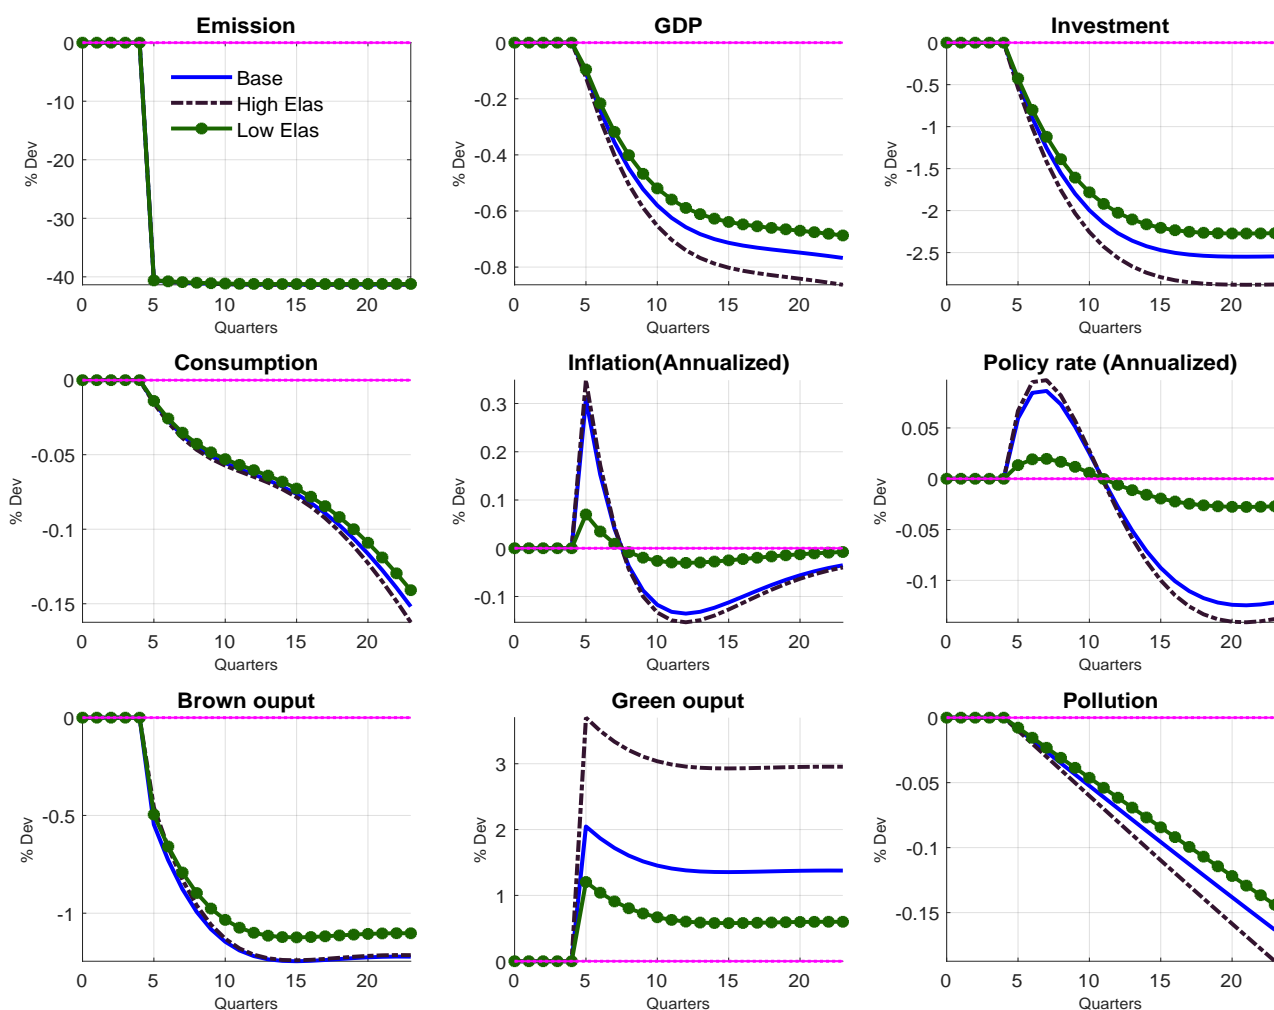 Emission
0
-10
-20
-30
-40
% Dev
0 5 10 15 20
Quarters
Base
High Elas
Low Elas
GDP
0
-0.2
-0.4
-0.6
-0.8
% Dev
0 5 10 15 20
Quarters
Investment
0
-0.5
-1
-1.5
-2
-2.5
% Dev
0 5 10 15 20
Quarters
Consumption
0
-0.05
-0.1
-0.15
% Dev
0 5 10 15 20
Quarters
Inflation(Annualized)
0.3
0.2
0.1
0
-0.1
% Dev
0 5 10 15 20
Quarters
Policy rate (Annualized)
0.05
0
-0.05
-0.1
% Dev
0 5 10 15 20
Quarters
Brown ouput
0
-0.5
-1
% Dev
0 5 10 15 20
Quarters
Green ouput
3
2
1
0
% Dev
0 5 10 15 20
Quarters
Pollution
0
-0.05
-0.1
-0.15
% Dev
0 5 10 15 20
Quarters